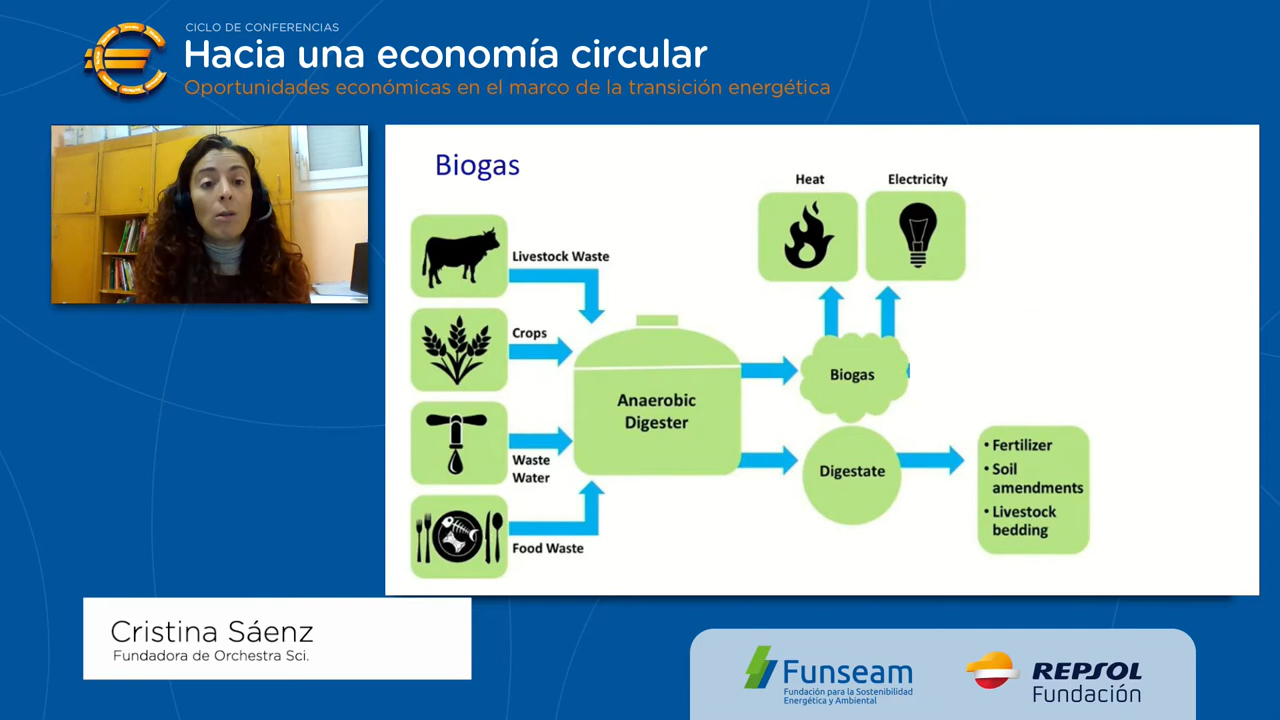 CICLO DE CONFERENCIAS
Hacia una economía circular
Oportunidades económicas en el marco de la transición energética
Biogas
Heat
Electricity
Livestock Waste
Crops
Waste
Water
Food Waste
Anaerobic
Digester
Biogas
Digestate
• Fertilizer
• Soil
amendments
• Livestock
bedding
Cristina Sáenz
Fundadora de Orchestra Sci.
Funseam
Fundación para la Sostenibilidad
Energética y Ambiental
REPSOL
Fundación